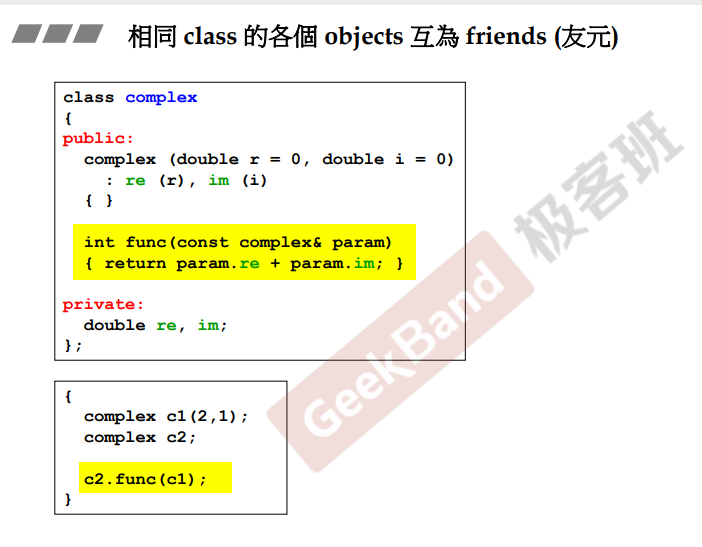 相同 class 的各個 objects 互為 friends (友元)
class complex
{
public:
  complex (double r = 0, double i = 0)
    : re (r), im (i)
  { }
  int func(const complex& param)
  { return param.re + param.im; }
private:
  double re, im;
};
{
  complex c1(2,1);
  complex c2;
  c2.func(c1);
}
GeekBand 极客班